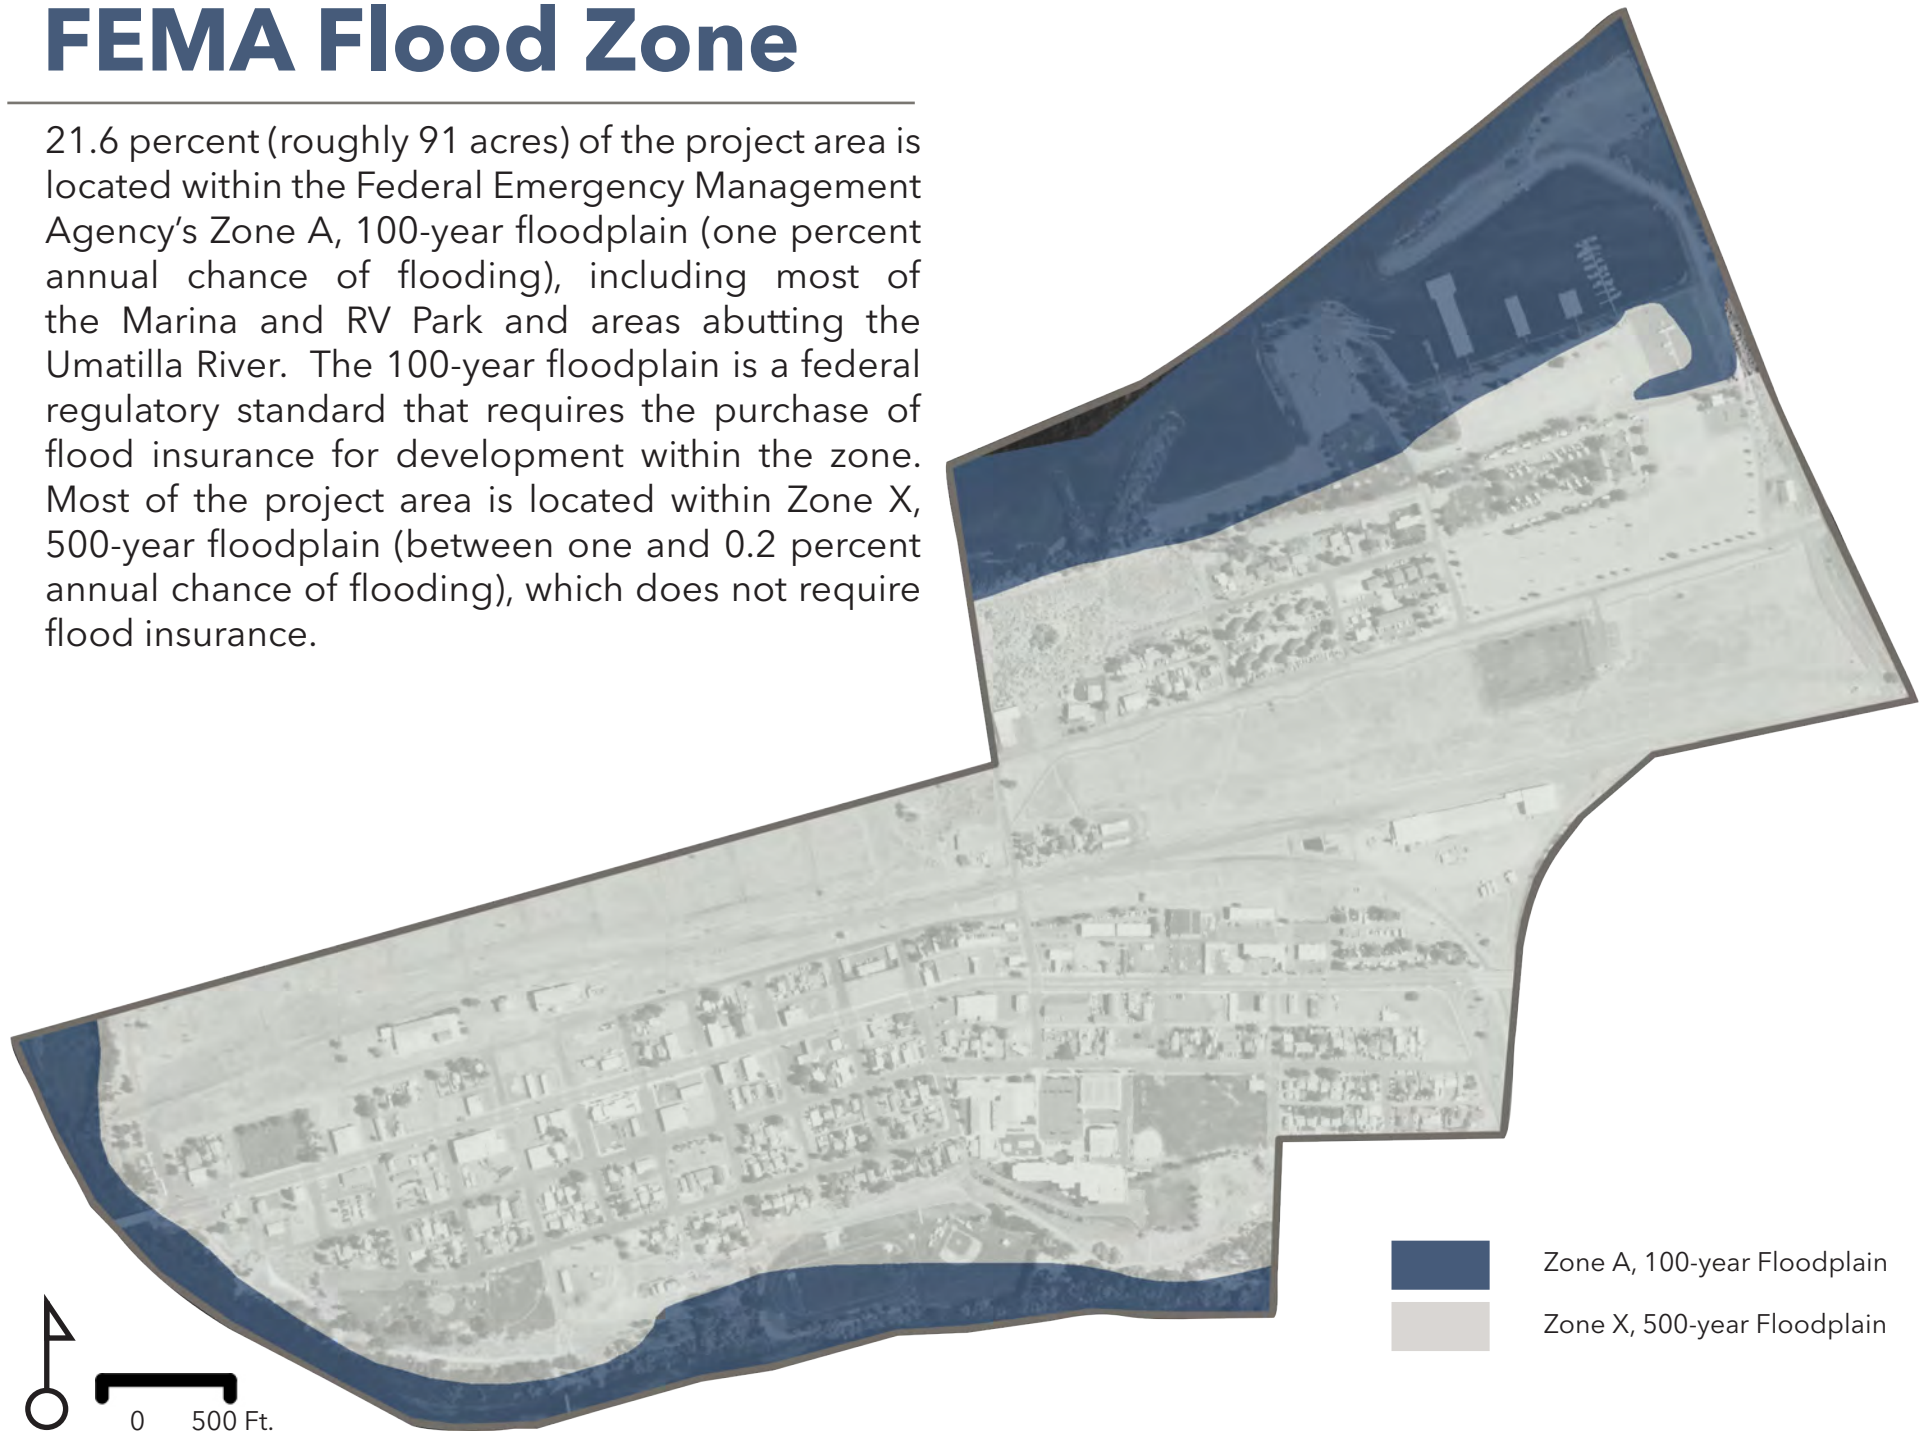 FEMA Flood Zone
21.6 percent (roughly 91 acres) of the project area is
located within the Federal Emergency Management
Agency’s Zone A, 100-year floodplain (one percent
annual chance of flooding), including most of
the Marina and RV Park and areas abutting the
Umatilla River. The 100-year floodplain is a federal
regulatory standard that requires the purchase of
flood insurance for development within the zone.
Most of the project area is located within Zone X,
500-year floodplain (between one and 0.2 percent
annual chance of flooding), which does not require
flood insurance.
Zone A, 100-year Floodplain
Zone X, 500-year Floodplain
0 500 Ft.